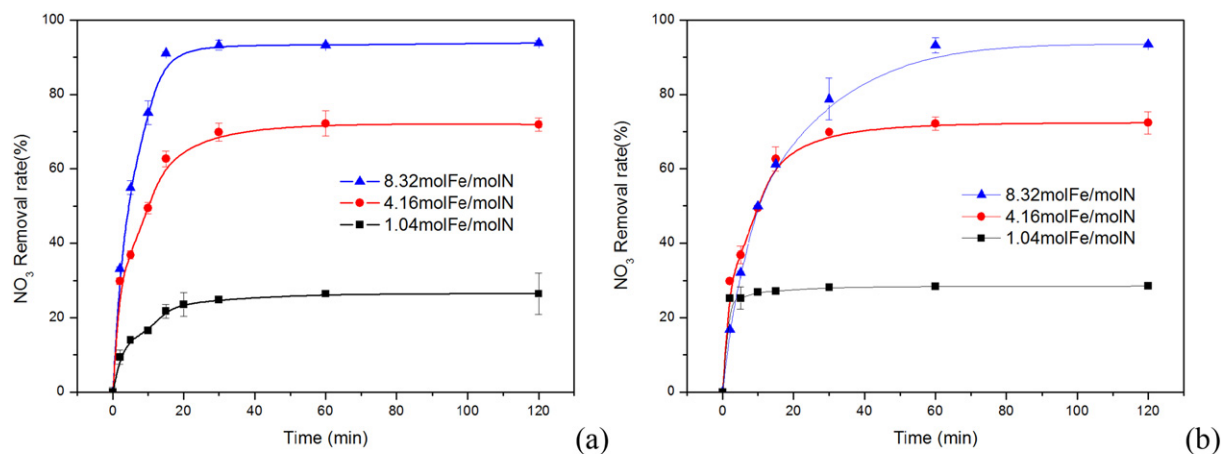 100
80
60
40
20
0
NO3 Removal rate(%)
8.32molFe/molN
4.16molFe/molN
1.04molFe/molN
0 20 40 60 80 100 120
Time (min)
(a)
100
80
60
40
20
0
NO3 Removal rate(%)
8.32molFe/molN
4.16molFe/molN
1.04molFe/molN
0 20 40 60 80 100 120
Time (min)
(b)